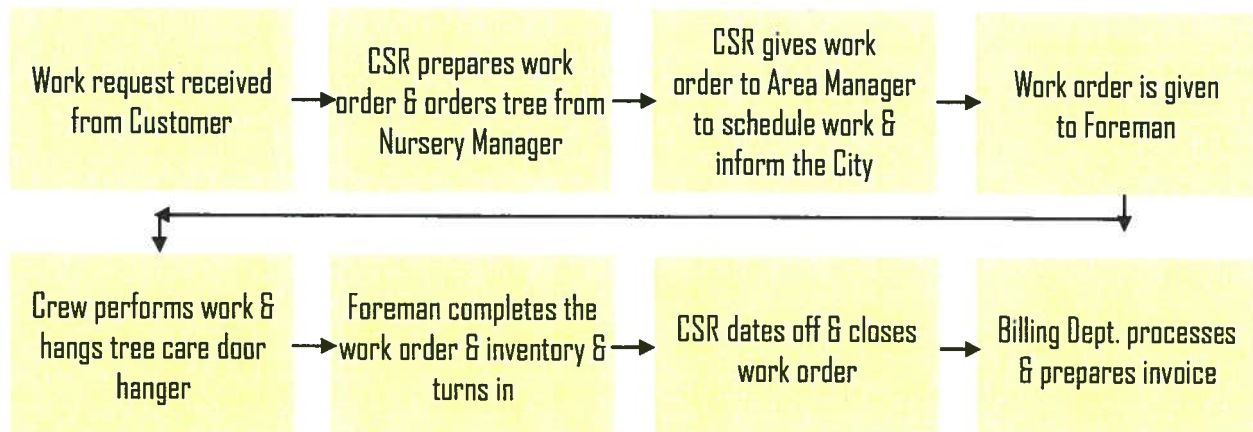 Work request received
from Customer
CSR prepares work
order & orders tree from
Nursery Manager
CSR gives work
order to Area Manager
to schedule work &
inform the City
Work order is given
to Foreman
Crew performs work &
hangs tree care door
hanger
Foreman completes the
work order & inventory &
turns in
CSR dates off & closes
work order
Billing Dept. processes
& prepares invoice